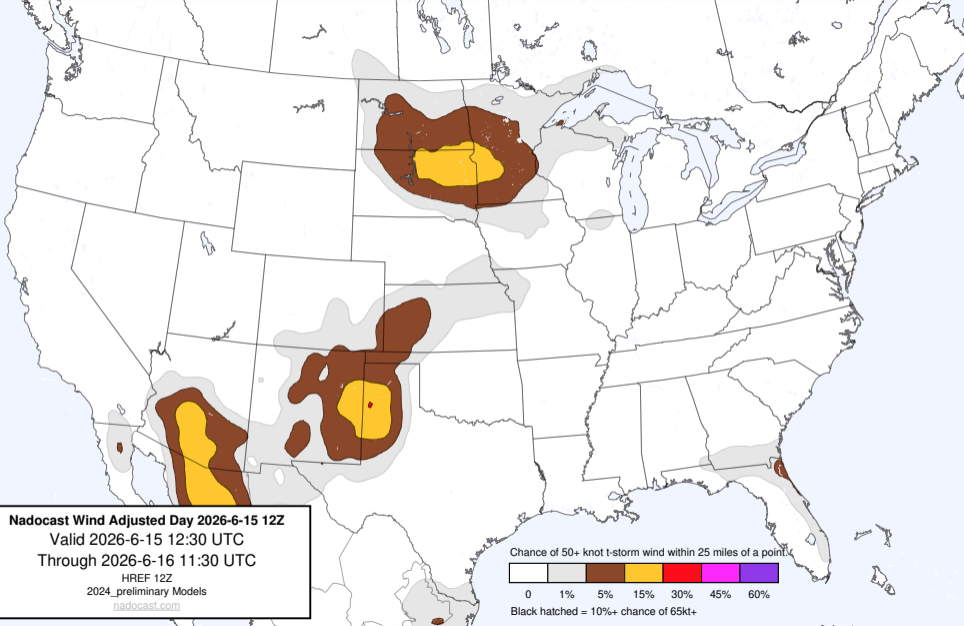 Nadocast Wind Adjusted Day 2026-6-15 12Z
Valid 2026-6-15 12:30 UTC
Through 2026-6-16 11:30 UTC
HREF 12Z
2024_preliminary Models
nadocast.com
Chance of 50+ knot t-storm wind within 25 miles of a point.
0 1% 5% 15% 30% 45% 60%
Black hatched = 10%+ chance of 65kt+